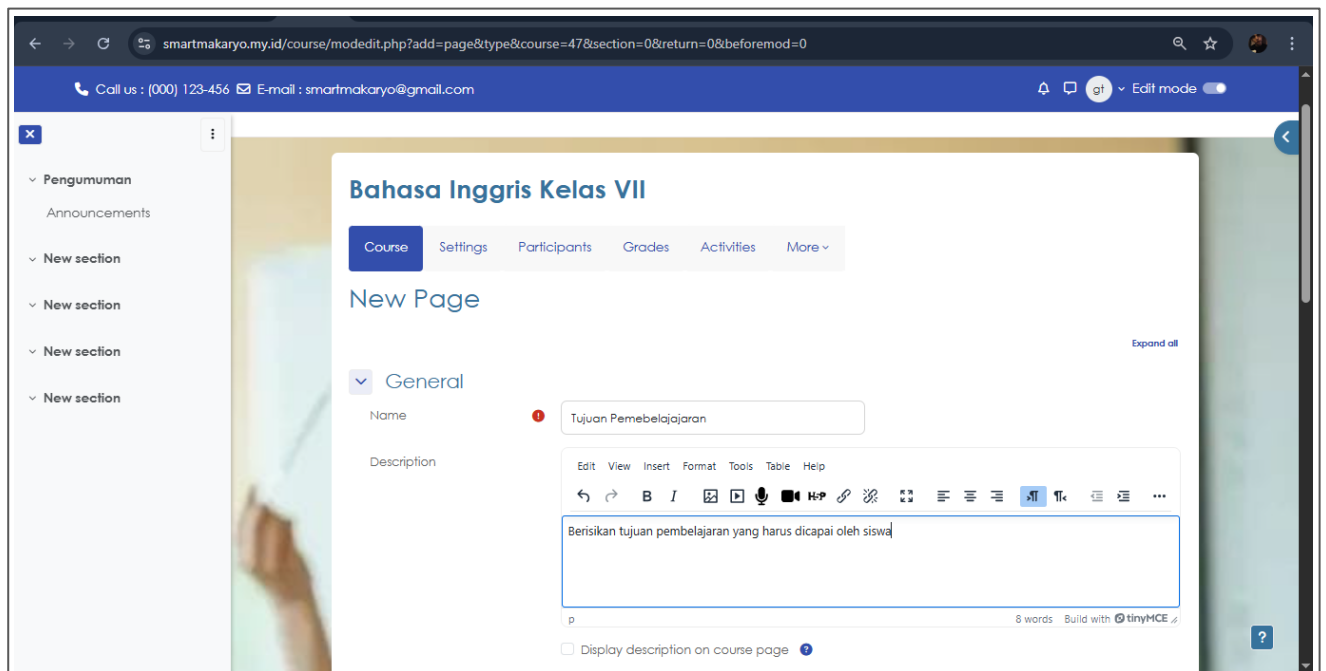 smartmakaryo.my.id/course/modedit.php?add=page&type&course=47&section=0&return=0&beforemod=0
Call us : (000) 123-456 E-mail : smartmakaryo@gmail.com
gt Edit mode
Pengumuman
Announcements
New section
New section
New section
New section
Bahasa Inggris Kelas VII
Course Settings Participants Grades Activities More
New Page
Expand all
General
Name
Tujuan Pemebelajajaran
Description
Edit View Insert Format Tools Table Help
B I H-P
Berisikan tujuan pembelajaran yang harus dicapai oleh siswa
p 8 words Build with tinyMCE
Display description on course page ?
?